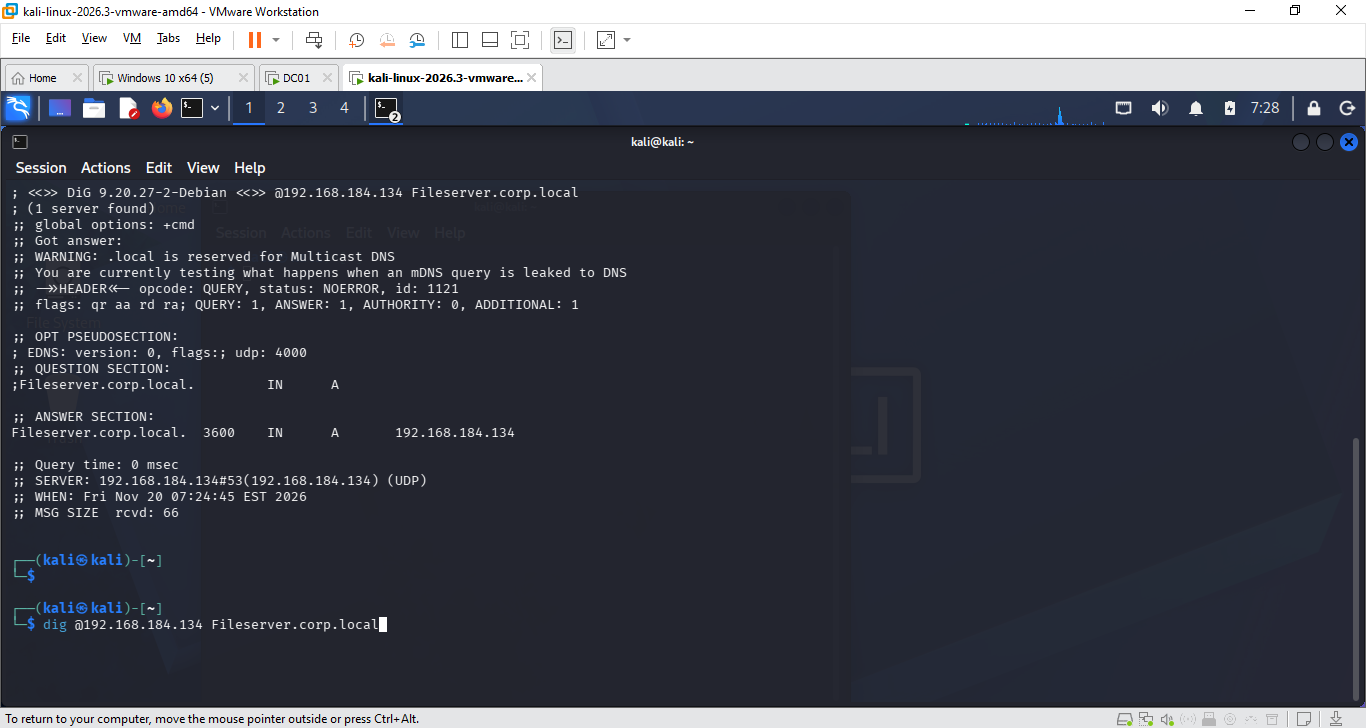 kali-linux-2026.3-vmware-amd64 - VMware Workstation
File Edit View VM Tabs Help
Home Windows 10 x64 (5) DC01 kali-linux-2026.3-vmware...
1 2 3 4 2 7:28
kali@kali: ~
Session Actions Edit View Help
; <<>> DiG 9.20.27-2-Debian <<>> @192.168.184.134 Fileserver.corp.local
; (1 server found)
;; global options: +cmd
Session Actions Edit View Help
;; Got answer:
;; WARNING: .local is reserved for Multicast DNS
;; You are currently testing what happens when an mDNS query is leaked to DNS
;; ->>HEADER<<- opcode: QUERY, status: NOERROR, id: 1121
;; flags: qr aa rd ra; QUERY: 1, ANSWER: 1, AUTHORITY: 0, ADDITIONAL: 1
File System
;; OPT PSEUDOSECTION:
; EDNS: version: 0, flags:; udp: 4000
;; QUESTION SECTION:
;Fileserver.corp.local. IN A
;; ANSWER SECTION:
Fileserver.corp.local. 3600 IN A 192.168.184.134
;; Query time: 0 msec
;; SERVER: 192.168.184.134#53(192.168.184.134) (UDP)
;; WHEN: Fri Nov 20 07:24:45 EST 2026
;; MSG SIZE rcvd: 66
┌──(kali㉿kali)-[~]
└─$
┌──(kali㉿kali)-[~]
└─$ dig @192.168.184.134 Fileserver.corp.local
To return to your computer, move the mouse pointer outside or press Ctrl+Alt.